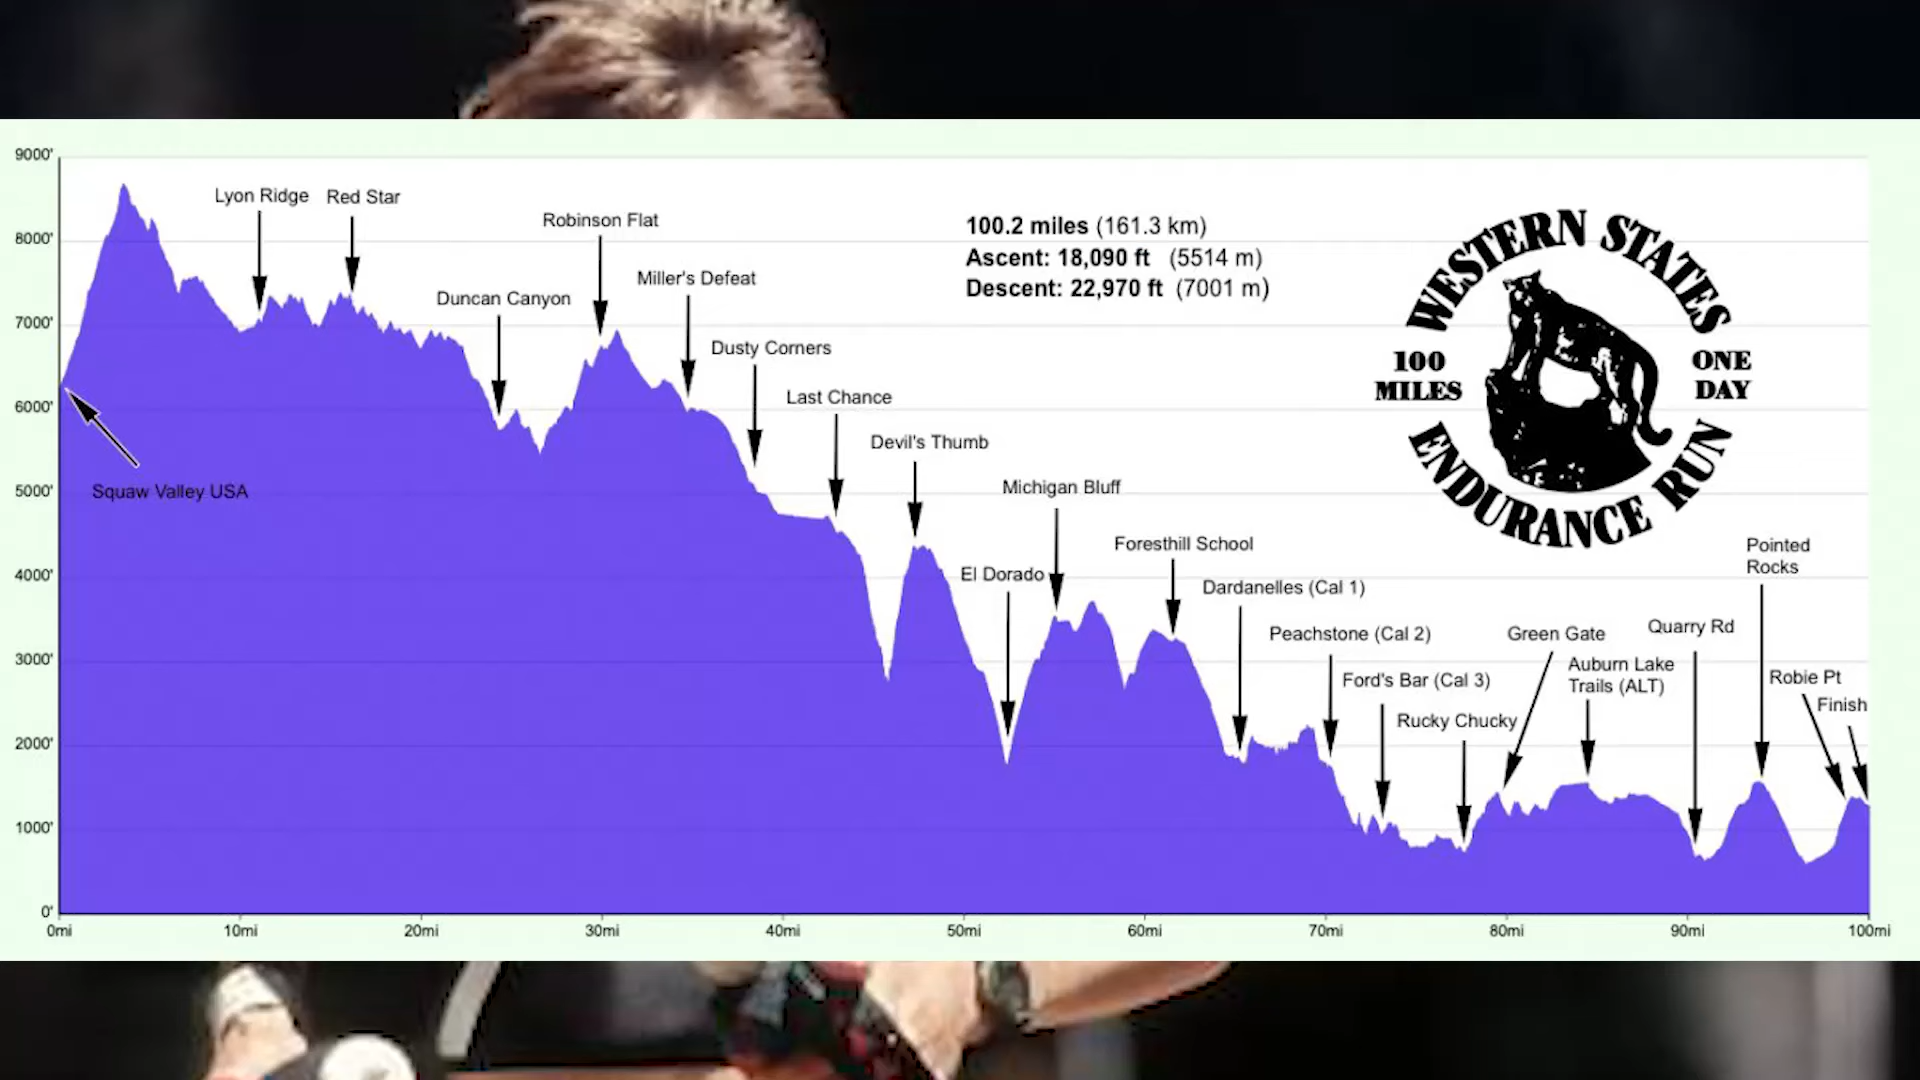 9000'
8000'
7000'
6000'
5000'
4000'
3000'
2000'
1000'
0'
Lyon Ridge
Red Star
Robinson Flat
Miller's Defeat
Duncan Canyon
Dusty Corners
Last Chance
Devil's Thumb
Michigan Bluff
El Dorado
Foresthill School
Dardanelles (Cal 1)
Peachstone (Cal 2)
Ford's Bar (Cal 3)
Rucky Chucky
Green Gate
Auburn Lake
Trails (ALT)
Quarry Rd
Pointed
Rocks
Robie Pt
Finish
Squaw Valley USA
100.2 miles (161.3 km)
Ascent: 18,090 ft (5514 m)
Descent: 22,970 ft (7001 m)
WESTERN STATES
100
MILES
ONE
DAY
ENDURANCE RUN
0mi
10mi
20mi
30mi
40mi
50mi
60mi
70mi
80mi
90mi
100mi